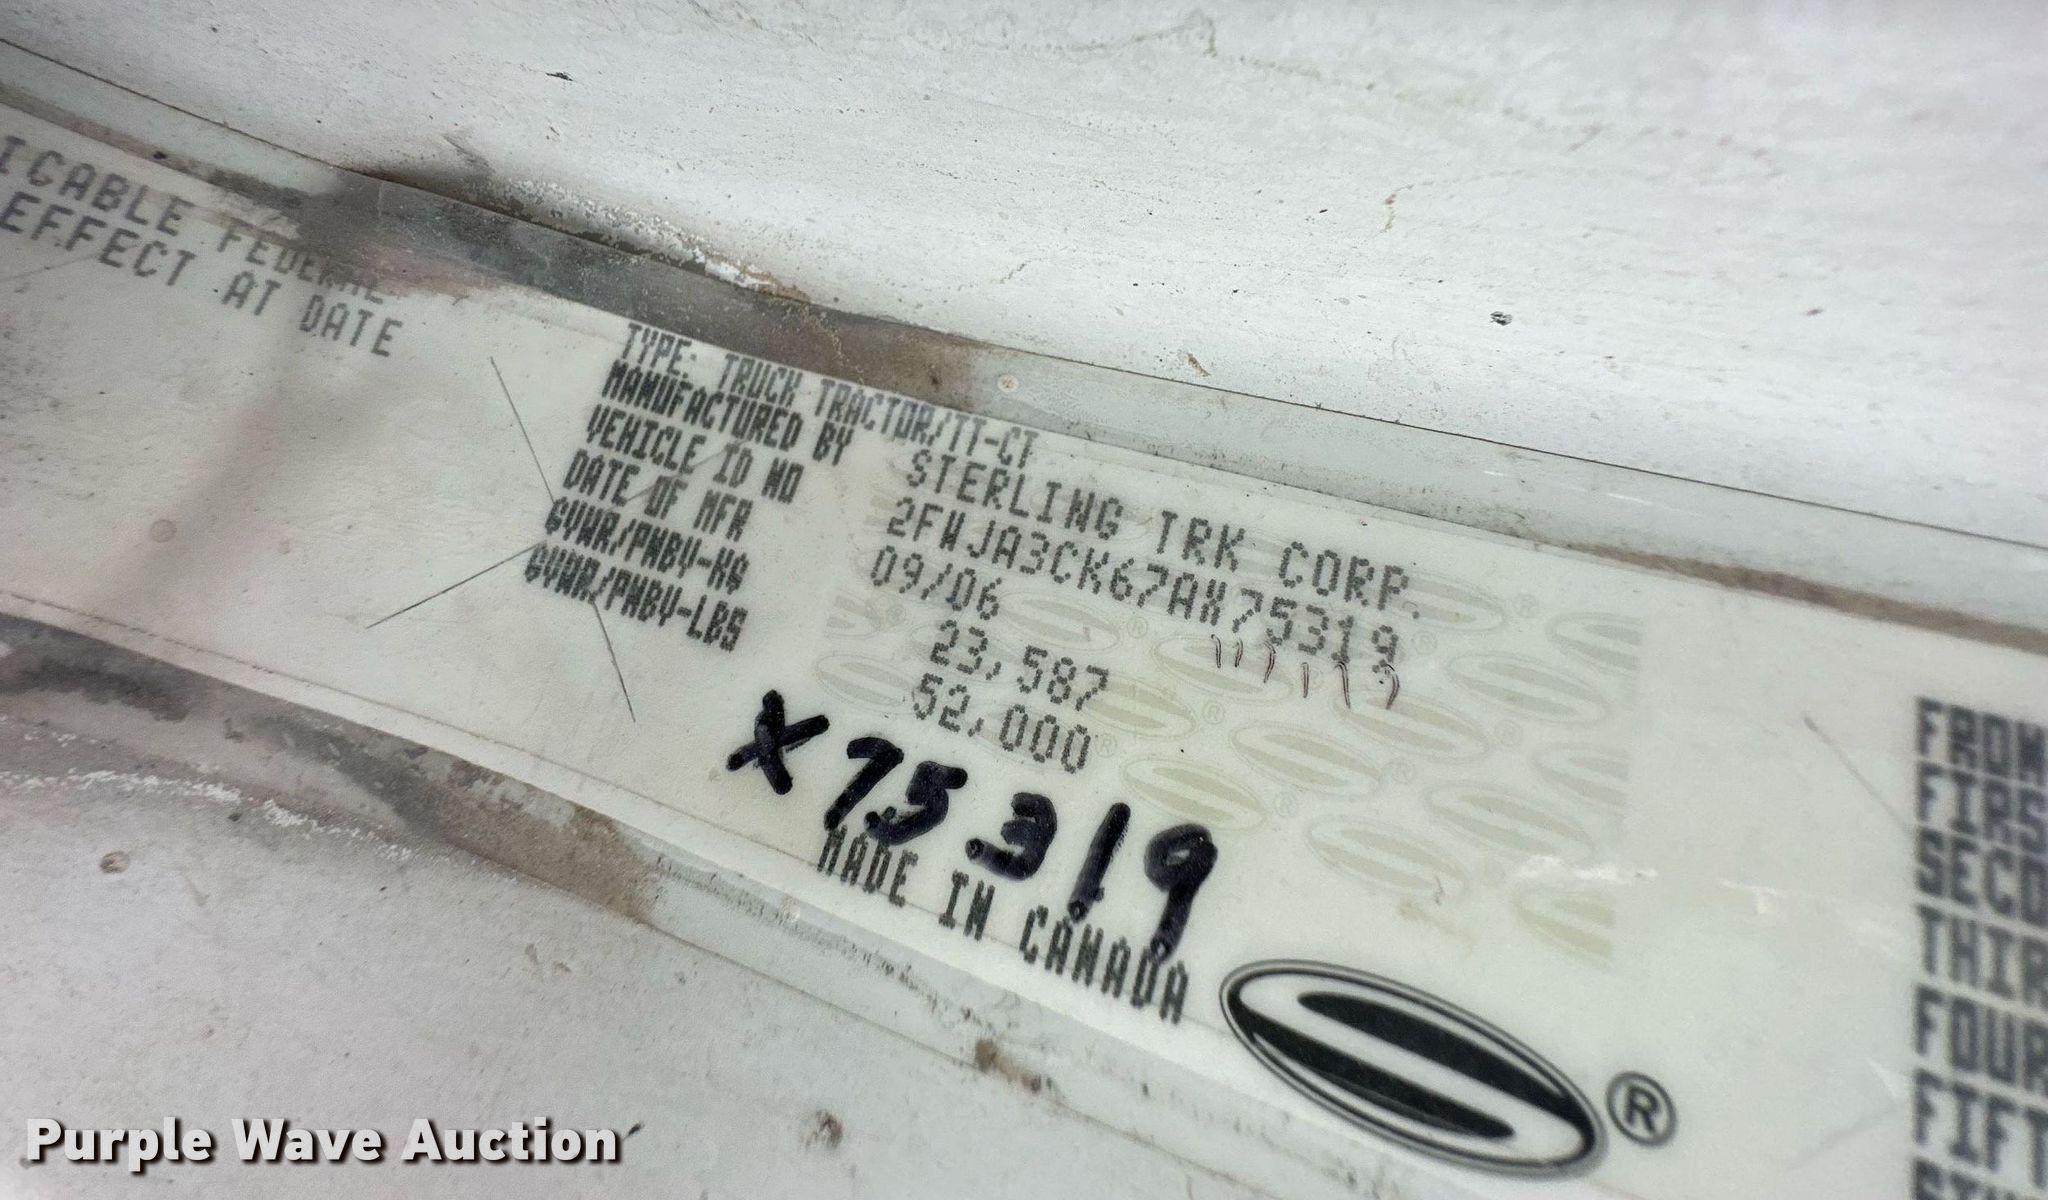 ICABLE FEDERAL
EFFECT AT DATE
TYPE: TRUCK TRACTOR/TT-CT
MANUFACTURED BY STERLING TRK CORP.
VEHICLE ID NO 2FWJA3CK67AX75319
DATE OF MFR 09/06
GVWR/PNBV-KG 23,587
GVWR/PNBV-LBS 52,000
X75319
MADE IN CANADA
®
FROM
FIRS
SECO
THIR
FOUR
FIFT
Purple Wave Auction